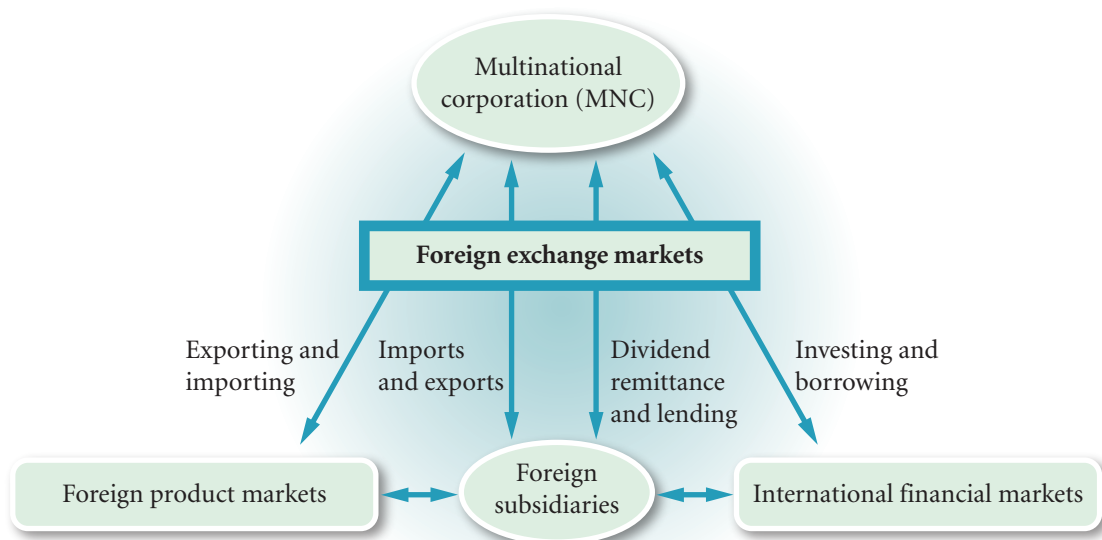 Multinational
corporation (MNC)
Foreign exchange markets
Exporting and
importing
Imports
and exports
Dividend
remittance
and lending
Investing and
borrowing
Foreign product markets
Foreign
subsidiaries
International financial markets